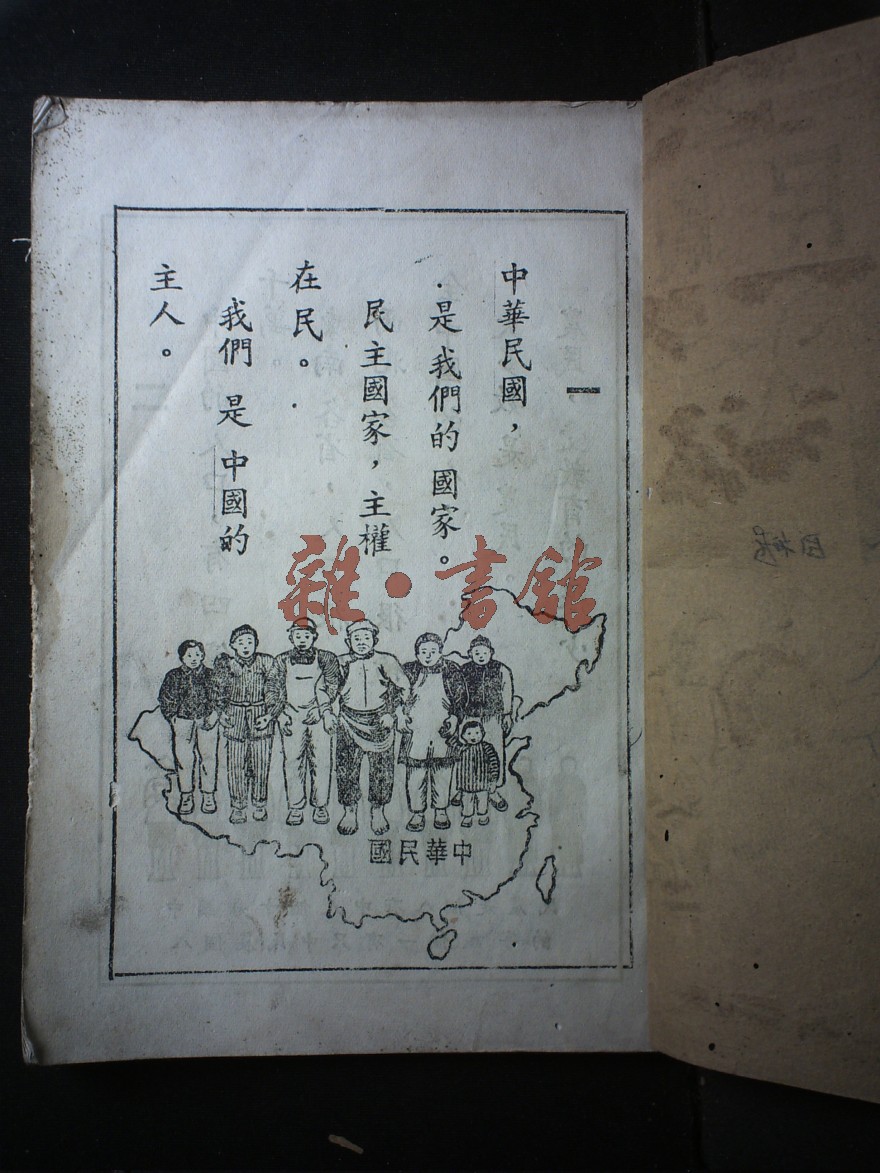 一
中華民國，
是我們的國家。
民主國家，主權
在民。
我們是中國的
主人。
中華民國
雜·書舘